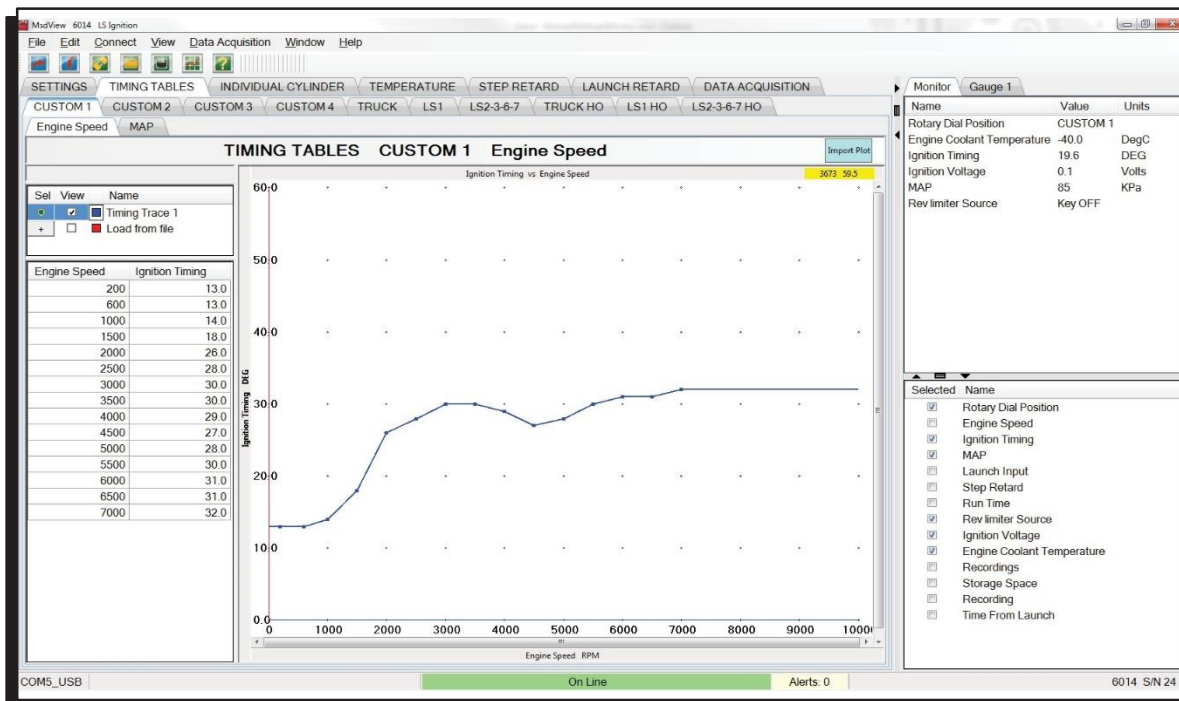 MsdView 6014 LS Ignition
File Edit Connect View Data Acquisition Window Help
SETTINGS TIMING TABLES INDIVIDUAL CYLINDER TEMPERATURE STEP RETARD LAUNCH RETARD DATA ACQUISITION
CUSTOM 1 CUSTOM 2 CUSTOM 3 CUSTOM 4 TRUCK LS1 LS2-3-6-7 TRUCK HO LS1 HO LS2-3-6-7 HO
Engine Speed MAP
TIMING TABLES CUSTOM 1 Engine Speed
Import Plot
Sel View Name
Timing Trace 1
+ Load from file
Engine Speed Ignition Timing
200 13.0
600 13.0
1000 14.0
1500 18.0
2000 26.0
2500 28.0
3000 30.0
3500 30.0
4000 29.0
4500 27.0
5000 28.0
5500 30.0
6000 31.0
6500 31.0
7000 32.0
Ignition Timing vs Engine Speed
3673 59.5
60.0
50.0
40.0
30.0
20.0
10.0
0.0
Ignition Timing DEG
0 1000 2000 3000 4000 5000 6000 7000 8000 9000 1000
Engine Speed RPM
Monitor Gauge 1
Name Value Units
Rotary Dial Position CUSTOM 1
Engine Coolant Temperature -40.0 DegC
Ignition Timing 19.6 DEG
Ignition Voltage 0.1 Volts
MAP 85 KPa
Rev limiter Source Key OFF
Selected Name
Rotary Dial Position
Engine Speed
Ignition Timing
MAP
Launch Input
Step Retard
Run Time
Rev limiter Source
Ignition Voltage
Engine Coolant Temperature
Recordings
Storage Space
Recording
Time From Launch
COM5_USB On Line Alerts: 0 6014 S/N 24